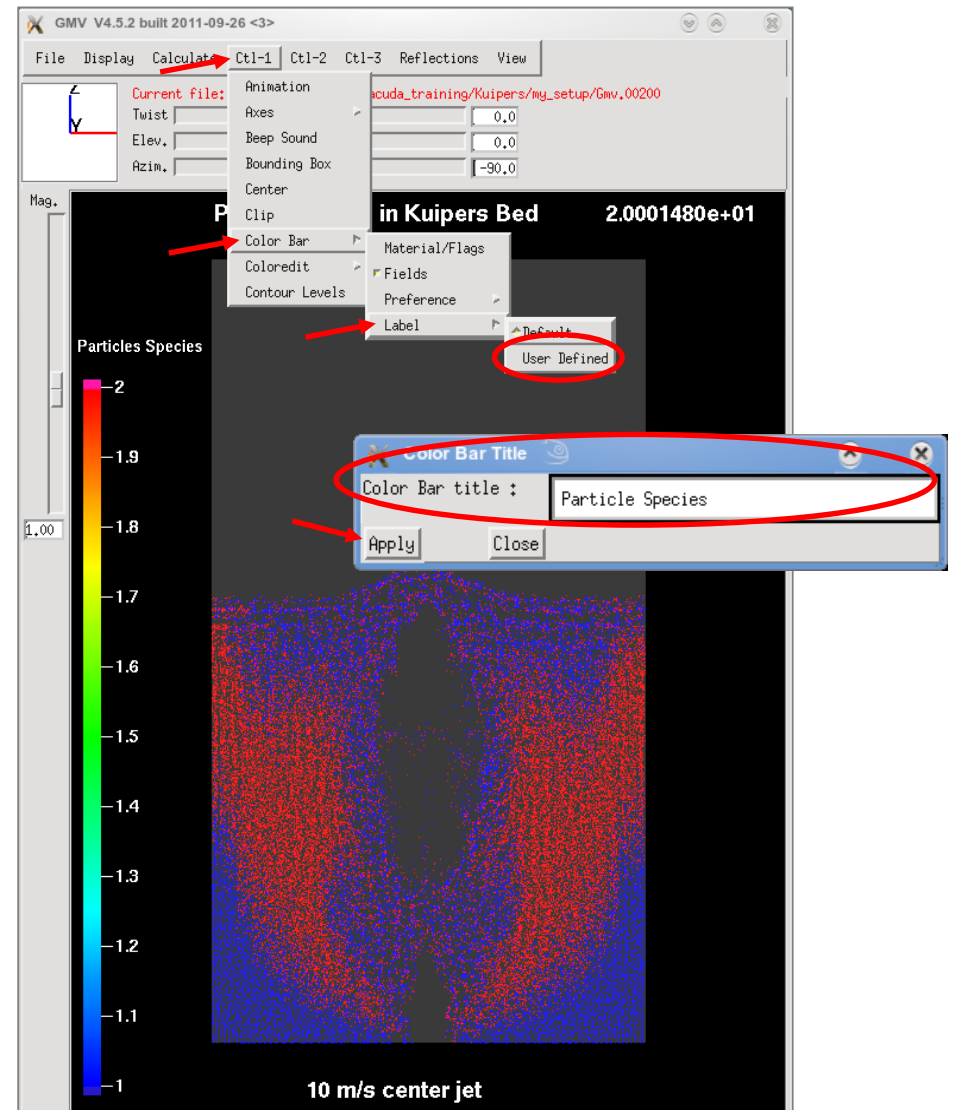 GMV V4.5.2 built 2011-09-26 <3>
File Display Calculate Ctl-1 Ctl-2 Ctl-3 Reflections View
Z
Y
Current file: acuda_training/Kuipers/my_setup/Gmv.00200
Twist 0.0
Elev. 0.0
Azim. -90.0
Animation
Axes
Beep Sound
Bounding Box
Center
Clip
Color Bar
Coloredit
Contour Levels
Material/Flags
Fields
Preference
Label
Default
User Defined
Mag.
1.00
P in Kuipers Bed 2.0001480e+01
Particles Species
2
1.9
1.8
1.7
1.6
1.5
1.4
1.3
1.2
1.1
1
Color Bar Title
Color Bar title : Particle Species
Apply Close
10 m/s center jet